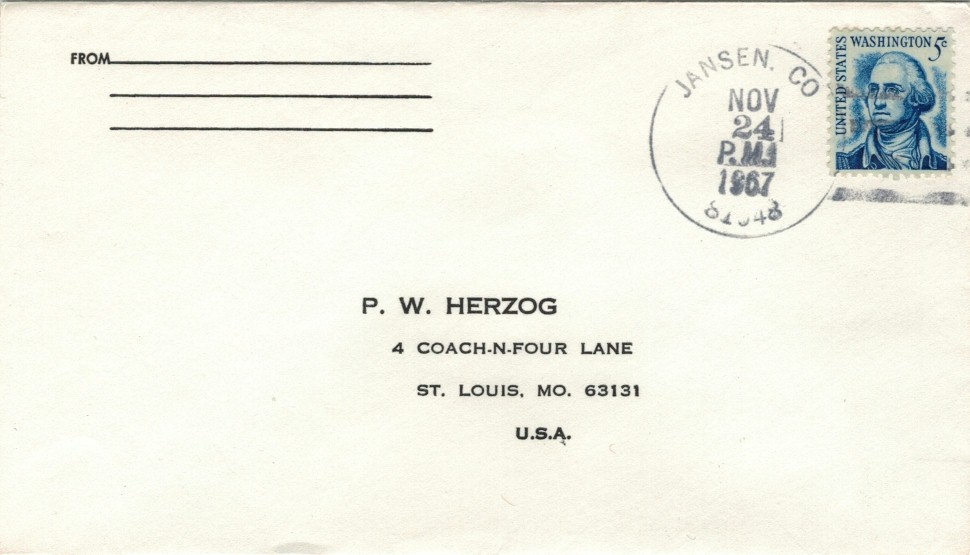 FROM
JANSEN. CO
NOV
24
P.M.
1967
UNITED STATES
WASHINGTON 5c
P. W. HERZOG
4 COACH-N-FOUR LANE
ST. LOUIS, MO. 63131
U.S.A.